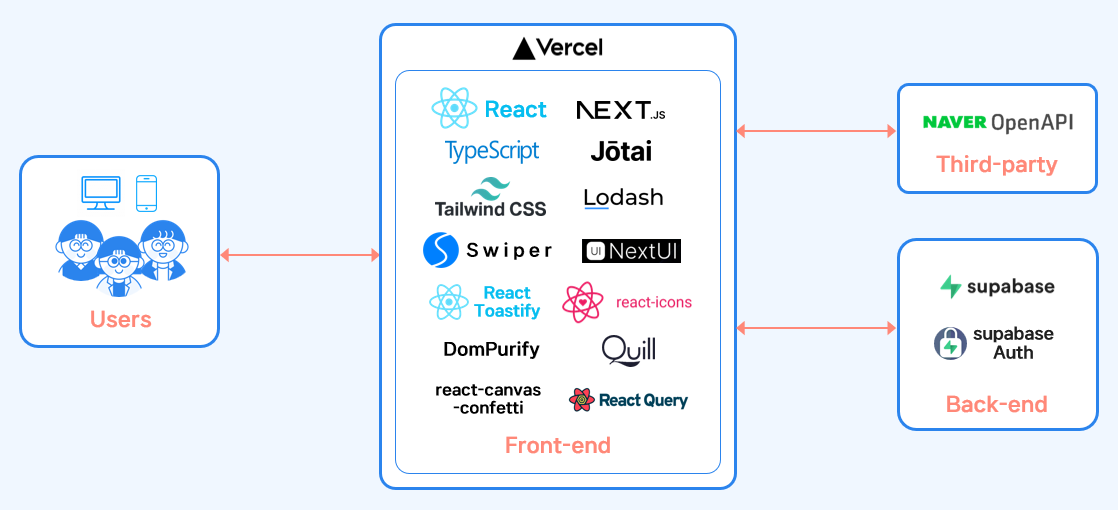 Vercel
React
NEXT.JS
TypeScript
Jōtai
Tailwind CSS
Lodash
Swiper
UI NextUI
React
Toastify
react-icons
DomPurify
Quill
react-canvas
-confetti
React Query
Front-end
Users
NAVER OpenAPI
Third-party
supabase
supabase
Auth
Back-end